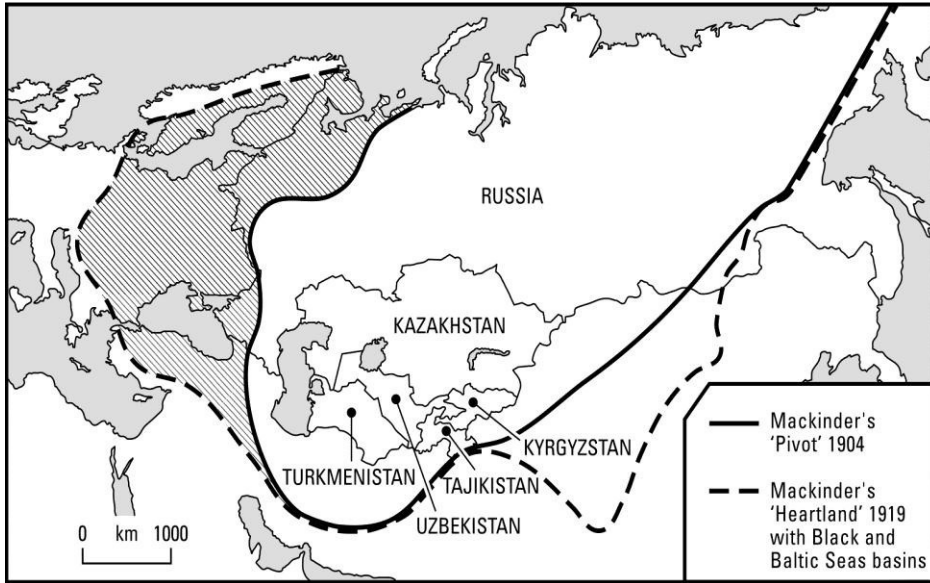 RUSSIA
KAZAKHSTAN
KYRGYZSTAN
TURKMENISTAN
TAJIKISTAN
UZBEKISTAN
0 km 1000
Mackinder's
'Pivot' 1904
Mackinder's
'Heartland' 1919
with Black and
Baltic Seas basins